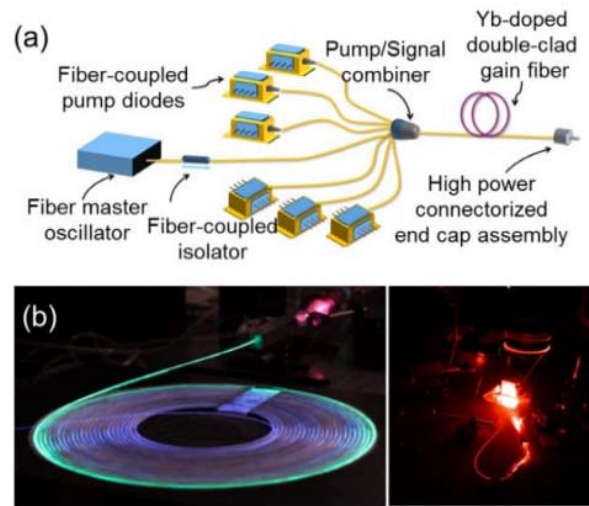 (a)
Fiber-coupled
pump diodes
Pump/Signal
combiner
Yb-doped
double-clad
gain fiber
Fiber master
oscillator
Fiber-coupled
isolator
High power
connectorized
end cap assembly
(b)